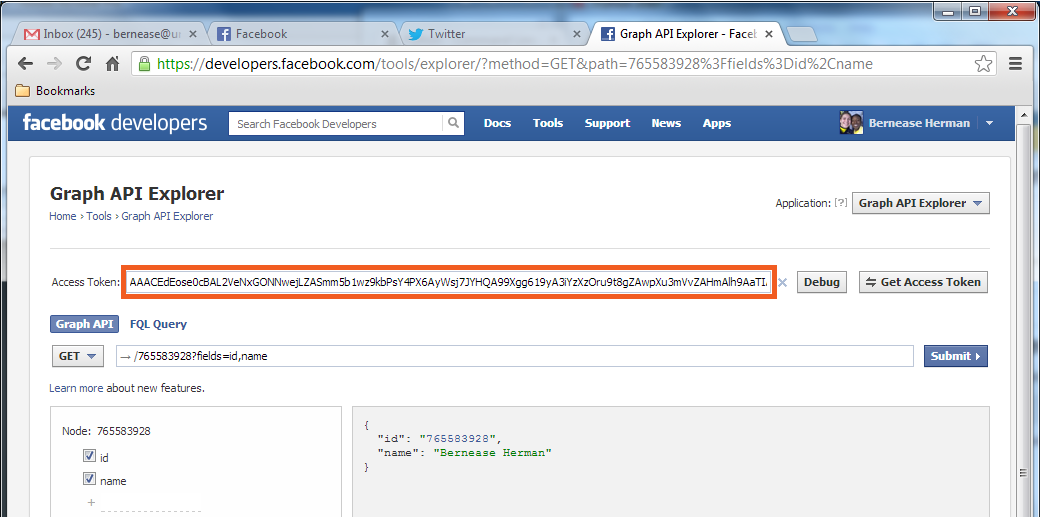 Inbox (245) - bernease@u
Facebook
Twitter
Graph API Explorer - Faceb
https://developers.facebook.com/tools/explorer/?method=GET&path=765583928%3Ffields%3Did%2Cname
Bookmarks
facebook developers
Search Facebook Developers
Docs Tools Support News Apps
Bernease Herman
Graph API Explorer
Home › Tools › Graph API Explorer
Application: [?] Graph API Explorer
Access Token: AAACEdEose0cBAL2VeNxGONNwejLZASmm5b1wz9kbPsY4PX6AyWsj7JYHQA99Xgg619yA3iYzXzOru9t8gZAwpXu3mVvZAHmAlh9AaTI
Debug
Get Access Token
Graph API FQL Query
GET → /765583928?fields=id,name Submit
Learn more about new features.
Node: 765583928
id
name
+
{
"id": "765583928",
"name": "Bernease Herman"
}